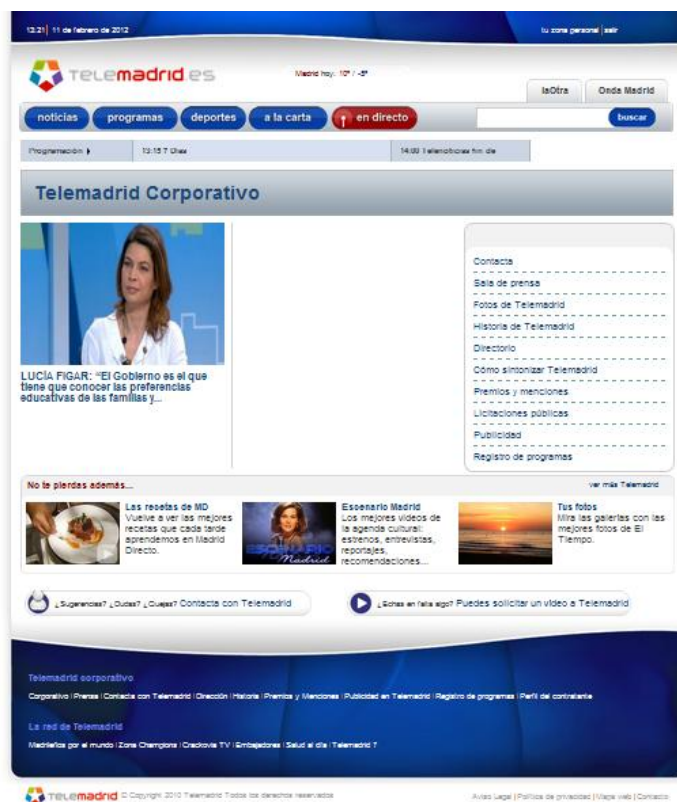 13:21 | 11 de febrero de 2012
tu zona personal | salir
TELEMADRID.ES
Madrid hoy: 10º / -5º
laOtra
Onda Madrid
noticias
programas
deportes
a la carta
en directo
buscar
Programación
13:15 7 Días
14:00 Telenoticias fin de
Telemadrid Corporativo
LUCÍA FIGAR: “El Gobierno es el que
tiene que conocer las preferencias
educativas de las familias y...
Contacta
Sala de prensa
Fotos de Telemadrid
Historia de Telemadrid
Directorio
Cómo sintonizar Telemadrid
Premios y menciones
Licitaciones públicas
Publicidad
Registro de programas
No te pierdas además...
ver más Telemadrid
Las recetas de MD
Vuelve a ver las mejores
recetas que cada tarde
aprendemos en Madrid
Directo.
ESCENARIO
Madrid
Escenario Madrid
Los mejores videos de
la agenda cultural:
estrenos, entrevistas,
reportajes,
recomendaciones...
Tus fotos
Mira las galerías con las
mejores fotos de El
Tiempo.
¿Sugerencias? ¿Dudas? ¿Quejas? Contacta con Telemadrid
¿Echas en falta algo? Puedes solicitar un vídeo a Telemadrid
Telemadrid corporativo
Corporativo | Prensa | Contacta con Telemadrid | Dirección | Historia | Premios y Menciones | Publicidad en Telemadrid | Registro de programas | Perfil del contratante
La red de Telemadrid
Madrileños por el mundo | Zona Champions | Crackovia TV | Embajadores | Salud al día | Telemadrid 7
TELEMADRID © Copyright 2010 Telemadrid Todos los derechos reservados
Aviso Legal | Política de privacidad | Mapa web | Contacto